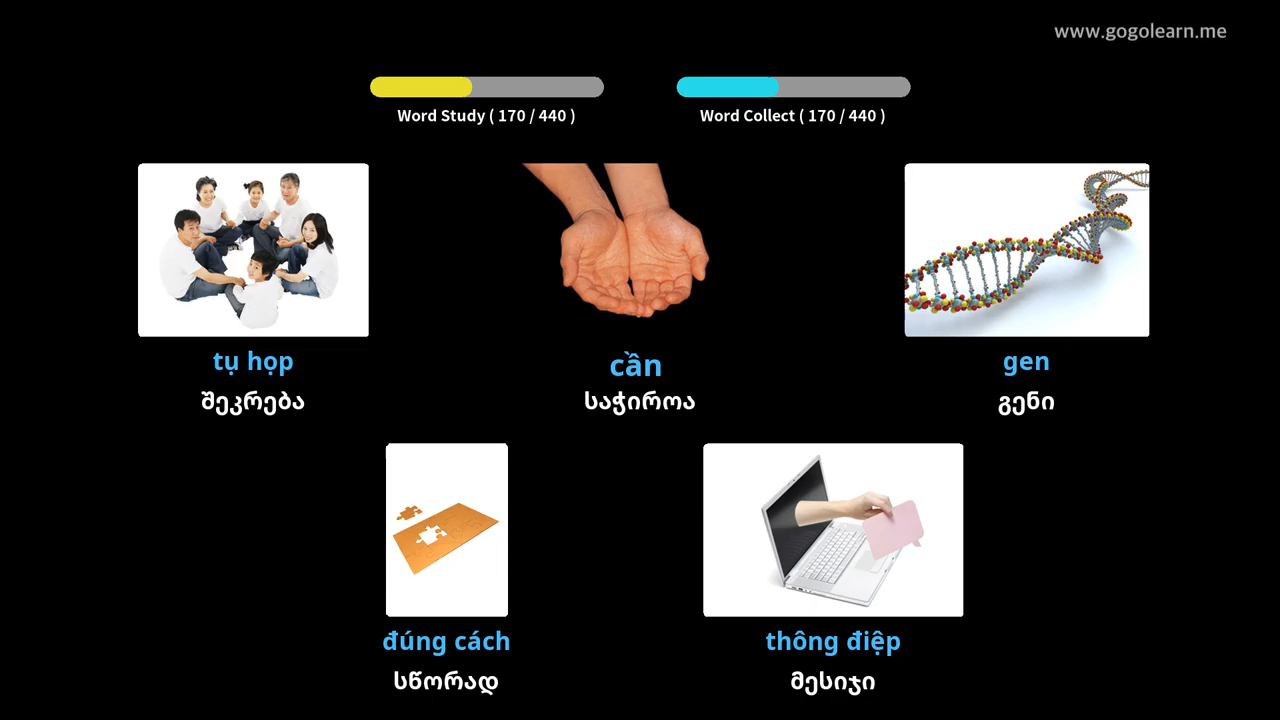 www.gogolearn.me
Word Study ( 170 / 440 )
Word Collect ( 170 / 440 )
tụ họp
შეკრება
cần
საჭიროა
gen
გენი
đúng cách
სწორად
thông điệp
მესიჯი